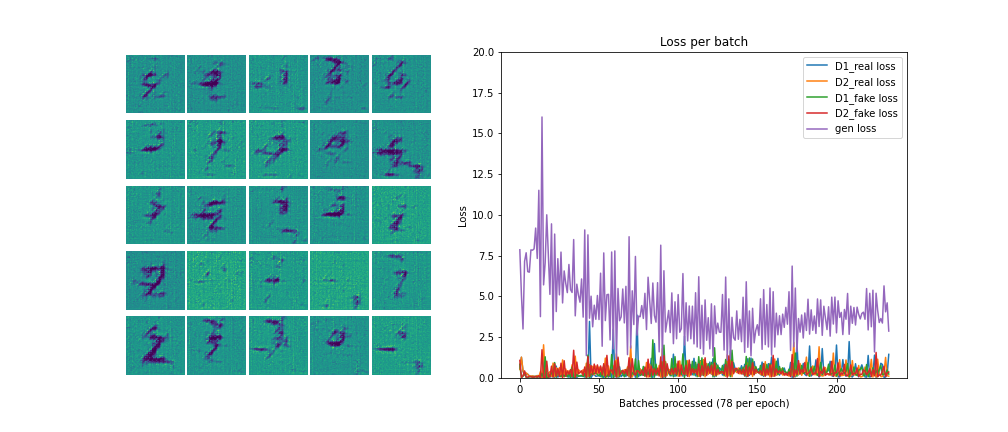 Loss per batch
20.0
17.5
15.0
12.5
10.0
7.5
5.0
2.5
0.0
Loss
D1_real loss
D2_real loss
D1_fake loss
D2_fake loss
gen loss
0 50 100 150 200
Batches processed (78 per epoch)